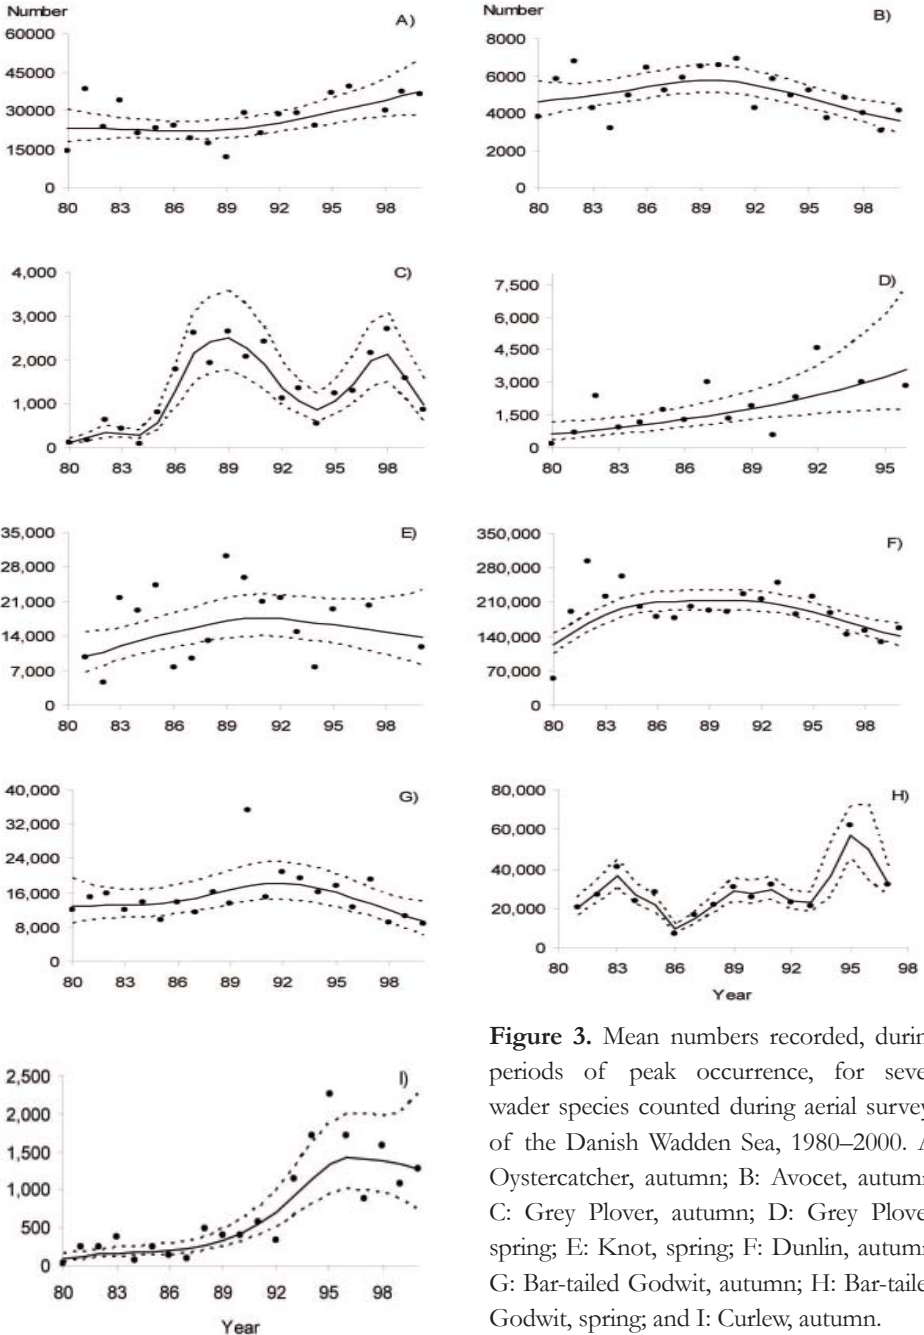 Number
A)
60000
45000
30000
15000
0
80 83 86 89 92 95 98
Number
B)
8000
6000
4000
2000
0
80 83 86 89 92 95 98
C)
4,000
3,000
2,000
1,000
0
80 83 86 89 92 95 98
D)
7,500
6,000
4,500
3,000
1,500
0
80 83 86 89 92 95
E)
35,000
28,000
21,000
14,000
7,000
0
80 83 86 89 92 95 98
F)
350,000
280,000
210,000
140,000
70,000
0
80 83 86 89 92 95 98
G)
40,000
32,000
24,000
16,000
8,000
0
80 83 86 89 92 95 98
H)
80,000
60,000
40,000
20,000
0
80 83 86 89 92 95 98
Year
I)
2,500
2,000
1,500
1,000
500
0
80 83 86 89 92 95 98
Year
Figure 3. Mean numbers recorded, durin
periods of peak occurrence, for seve
wader species counted during aerial survey
of the Danish Wadden Sea, 1980–2000. A
Oystercatcher, autumn; B: Avocet, autum
C: Grey Plover, autumn; D: Grey Plove
spring; E: Knot, spring; F: Dunlin, autum
G: Bar-tailed Godwit, autumn; H: Bar-taile
Godwit, spring; and I: Curlew, autumn.